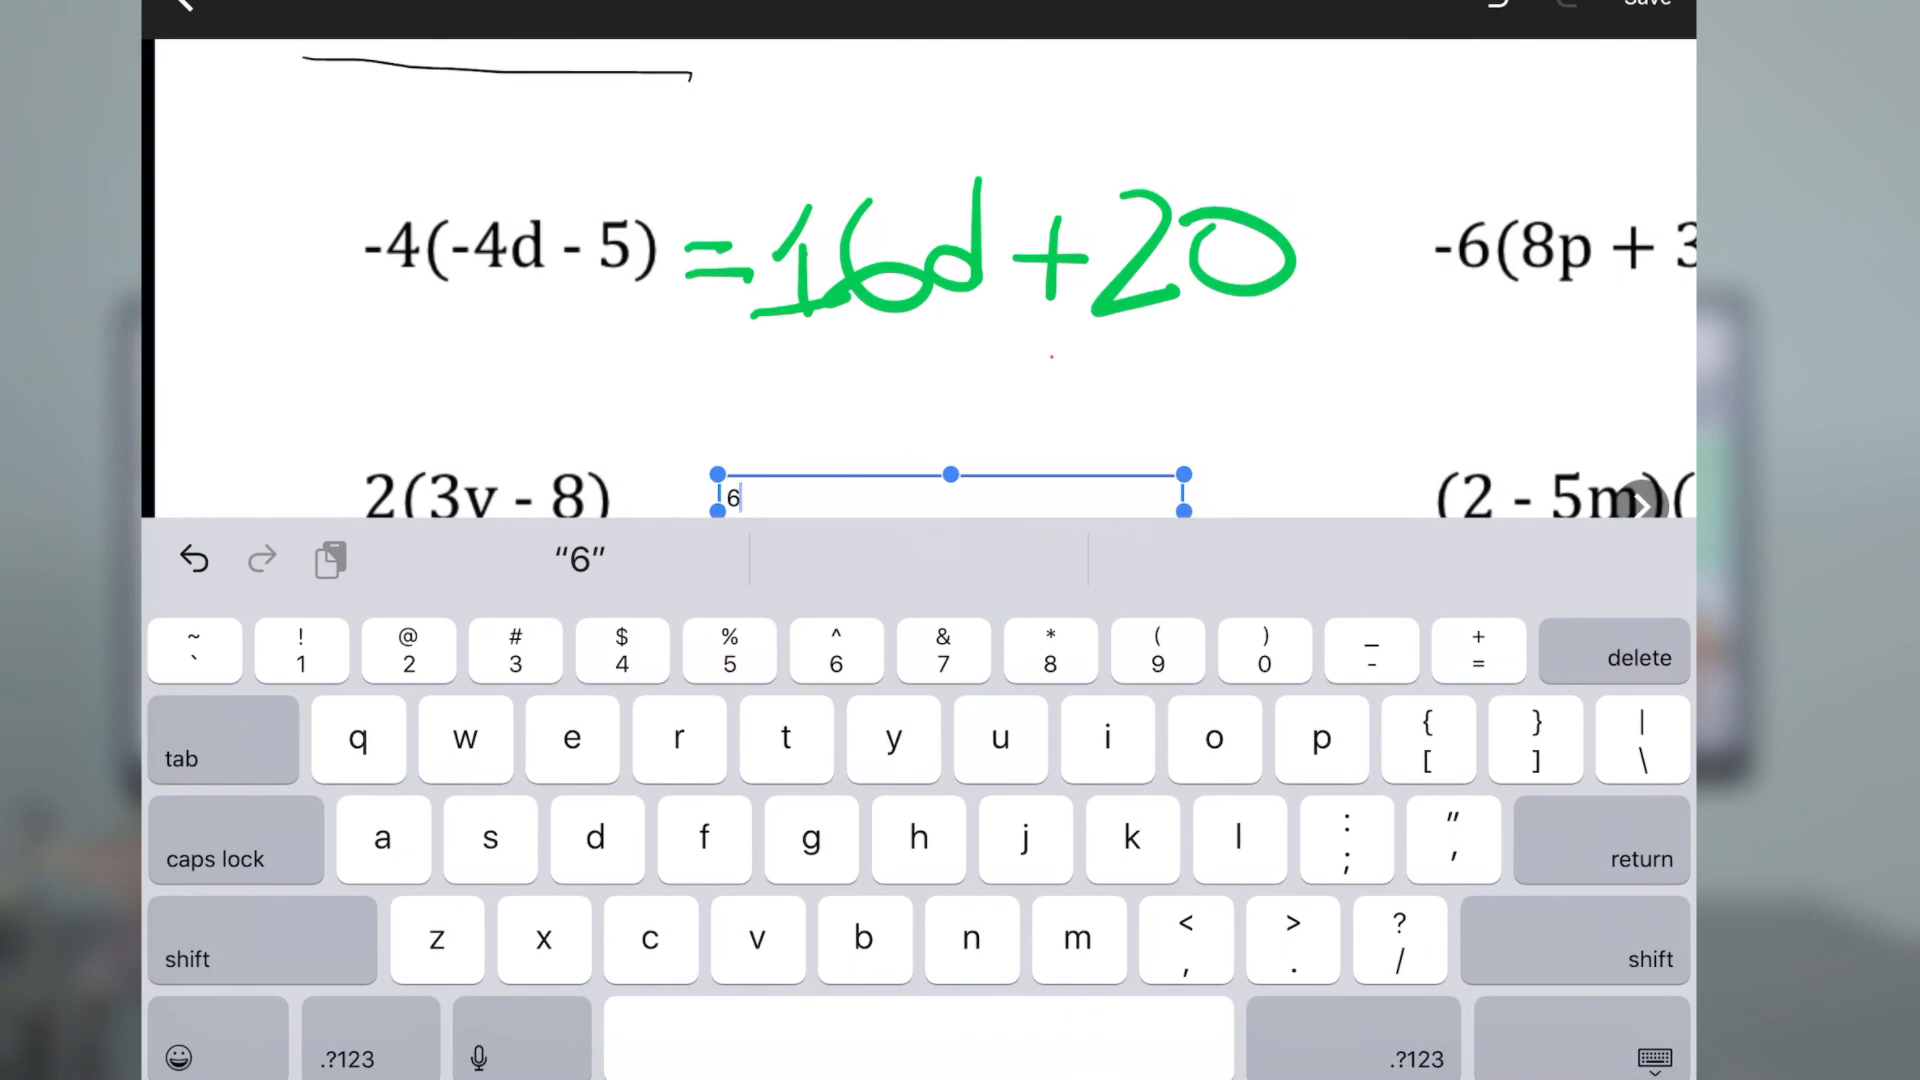 Save
-4(-4d - 5) = 16d + 20
-6(8p + 3
2(3v - 8)
6
(2 - 5m)(
“6”
~ ! @ # $ % ^ & * ( ) _ +
` 1 2 3 4 5 6 7 8 9 0 - = delete
tab q w e r t y u i o p { [ } ] | \
caps lock a s d f g h j k l : ; " ' return
shift z x c v b n m < , > . ? / shift
.?123 .?123